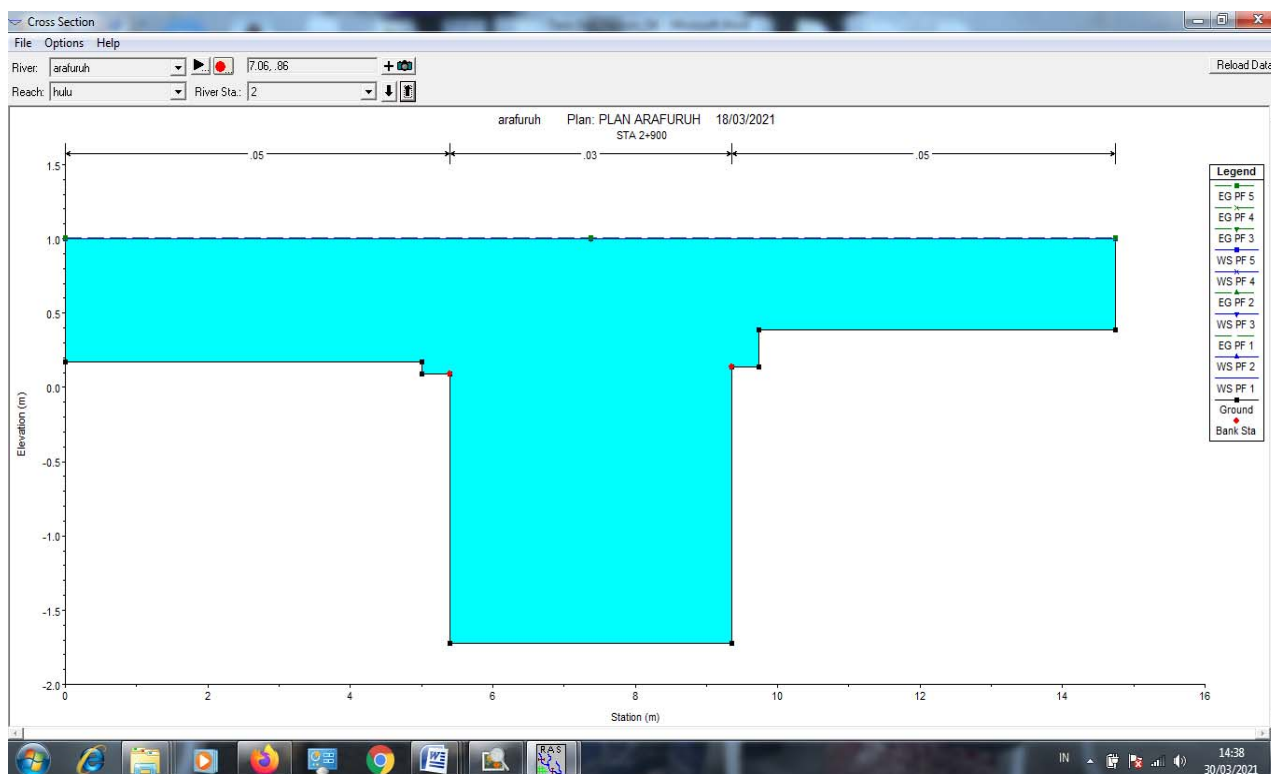 Cross Section
File Options Help
River: arafuruh 7.06, .86 Reload Data
Reach: hulu River Sta.: 2
arafuruh Plan: PLAN ARAFURUH 18/03/2021
STA 2+900
.05 .03 .05
1.5
1.0
0.5
0.0
-0.5
-1.0
-1.5
-2.0
Elevation (m)
0 2 4 6 8 10 12 14 16
Station (m)
Legend
EG PF 5
EG PF 4
EG PF 3
WS PF 5
WS PF 4
EG PF 2
WS PF 3
EG PF 1
WS PF 2
WS PF 1
Ground
Bank Sta
RAS
IN
14:38
30/03/2021